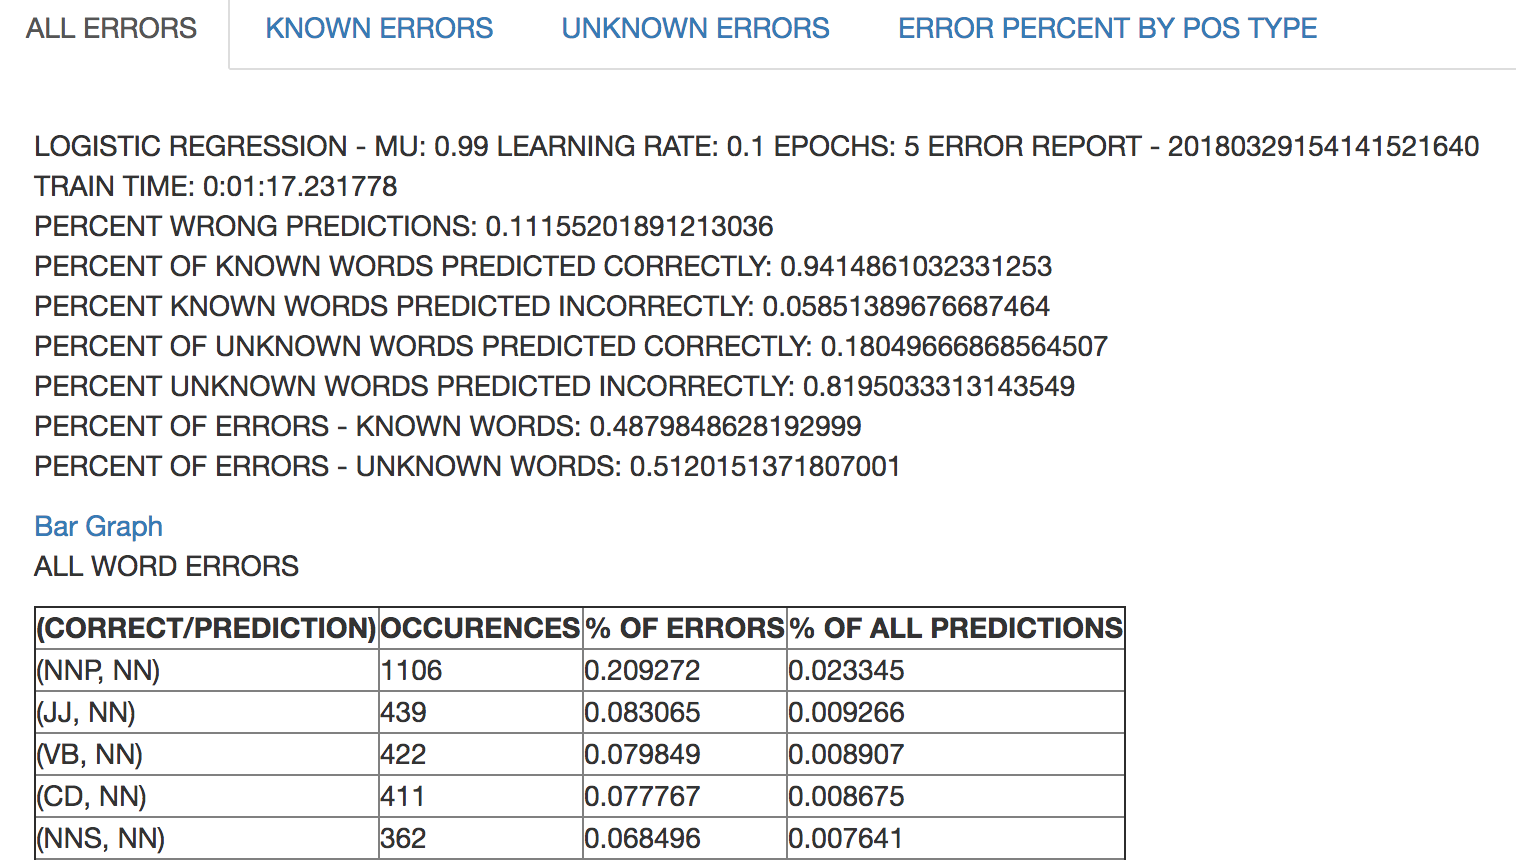 ALL ERRORS KNOWN ERRORS UNKNOWN ERRORS ERROR PERCENT BY POS TYPE
LOGISTIC REGRESSION - MU: 0.99 LEARNING RATE: 0.1 EPOCHS: 5 ERROR REPORT - 20180329154141521640
TRAIN TIME: 0:01:17.231778
PERCENT WRONG PREDICTIONS: 0.11155201891213036
PERCENT OF KNOWN WORDS PREDICTED CORRECTLY: 0.9414861032331253
PERCENT KNOWN WORDS PREDICTED INCORRECTLY: 0.05851389676687464
PERCENT OF UNKNOWN WORDS PREDICTED CORRECTLY: 0.18049666868564507
PERCENT UNKNOWN WORDS PREDICTED INCORRECTLY: 0.8195033313143549
PERCENT OF ERRORS - KNOWN WORDS: 0.4879848628192999
PERCENT OF ERRORS - UNKNOWN WORDS: 0.5120151371807001
Bar Graph
ALL WORD ERRORS
(CORRECT/PREDICTION) OCCURENCES % OF ERRORS % OF ALL PREDICTIONS
(NNP, NN) 1106 0.209272 0.023345
(JJ, NN) 439 0.083065 0.009266
(VB, NN) 422 0.079849 0.008907
(CD, NN) 411 0.077767 0.008675
(NNS, NN) 362 0.068496 0.007641